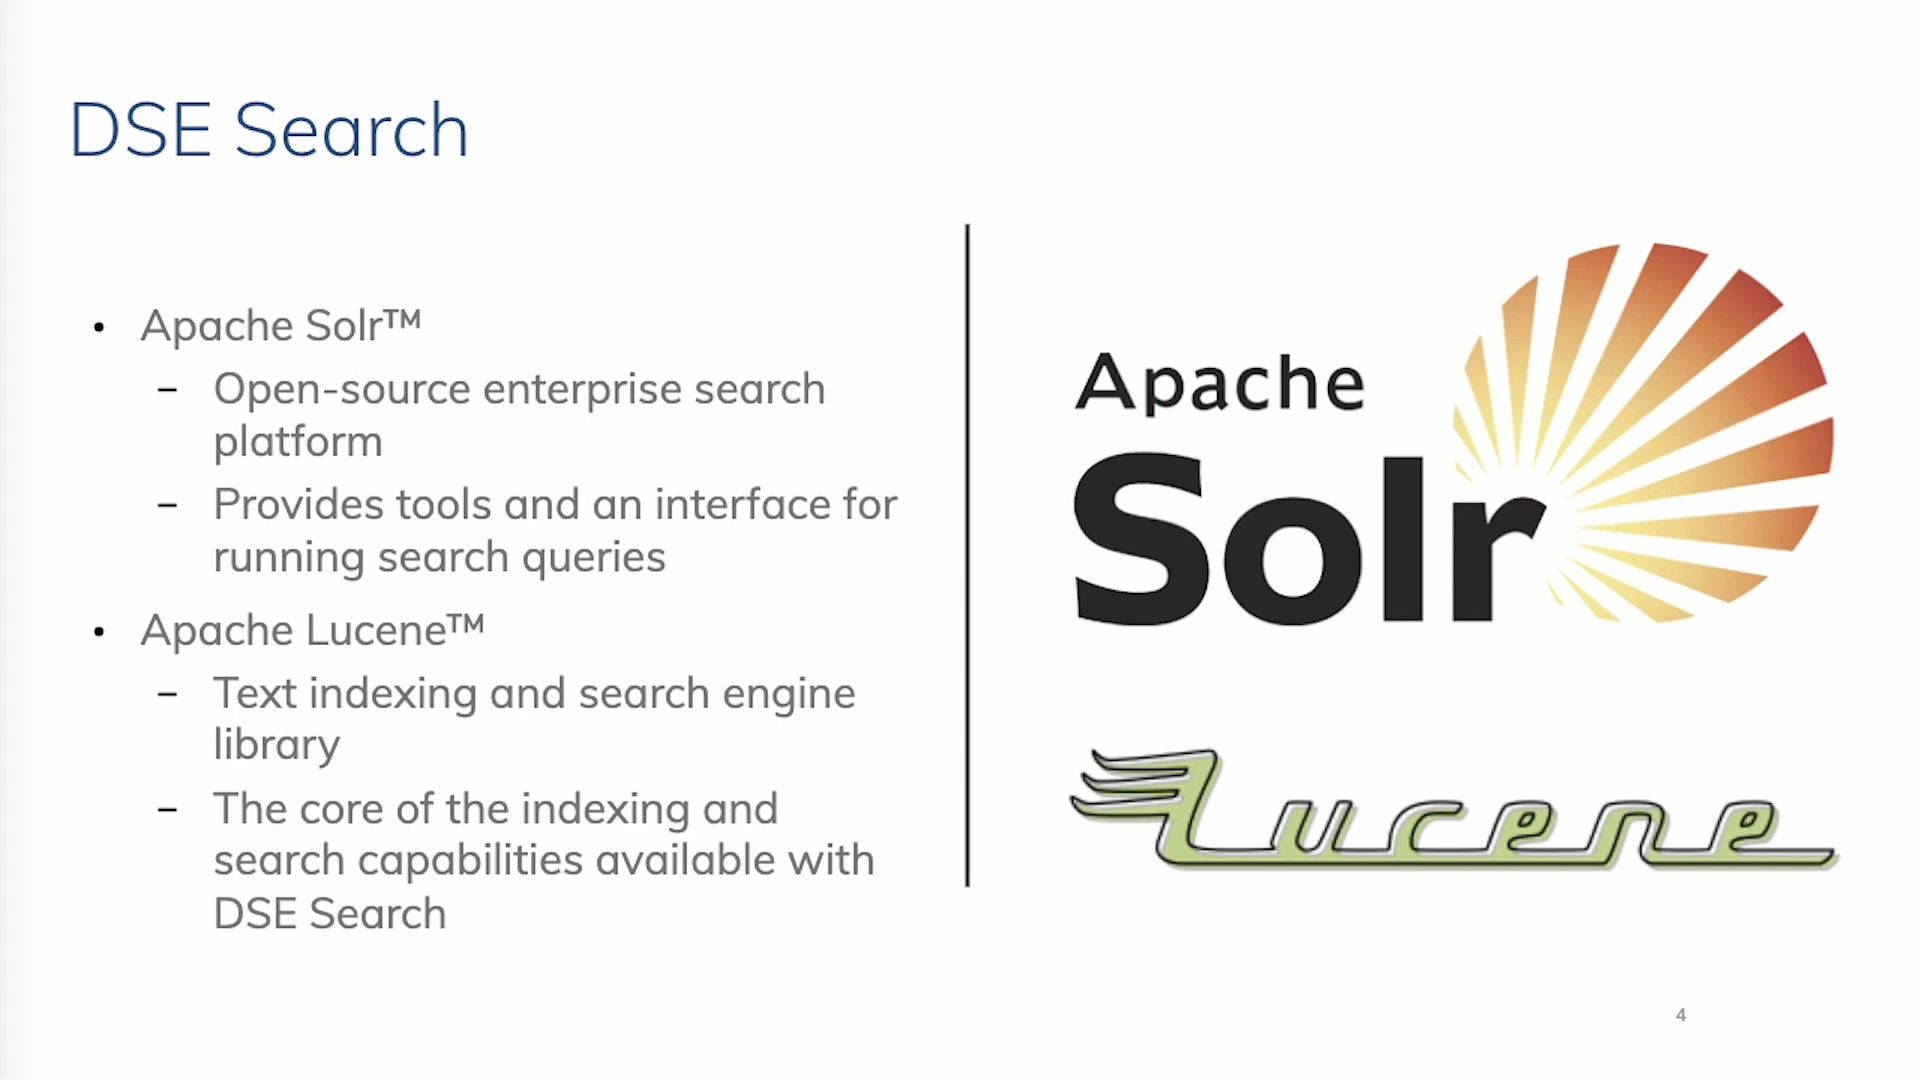 DSE Search
• Apache Solr™
– Open-source enterprise search
platform
– Provides tools and an interface for
running search queries
• Apache Lucene™
– Text indexing and search engine
library
– The core of the indexing and
search capabilities available with
DSE Search
Apache
Solr
Lucene
4